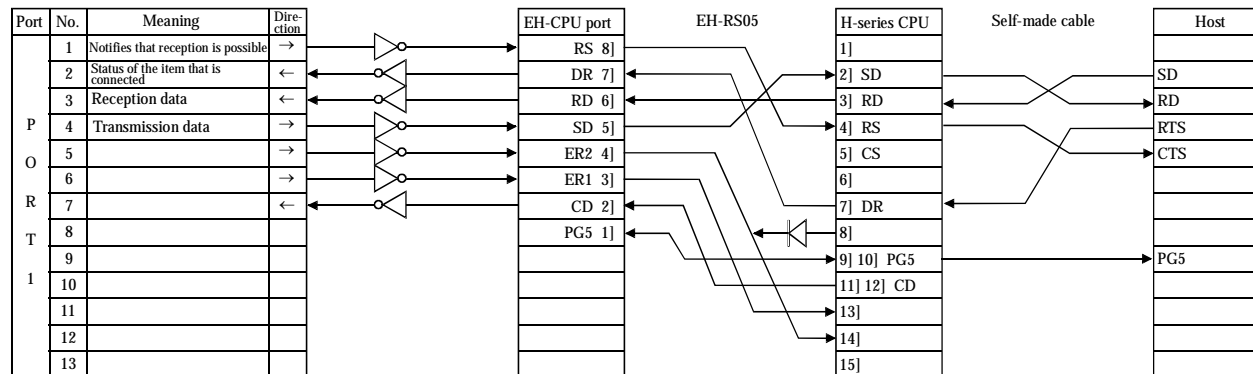 Port No. Meaning Dire-ction EH-CPU port EH-RS05 H-series CPU Self-made cable Host
1 Notifies that reception is possible → RS 8] 1]
2 Status of the item that is connected ← DR 7] 2] SD SD
3 Reception data ← RD 6] 3] RD RD
P 4 Transmission data → SD 5] 4] RS RTS
O 5 → ER2 4] 5] CS CTS
6 → ER1 3] 6]
R 7 ← CD 2] 7] DR
T 8 PG5 1] 8]
9 9] 10] PG5 PG5
1 10 11] 12] CD
11 13]
12 14]
13 15]